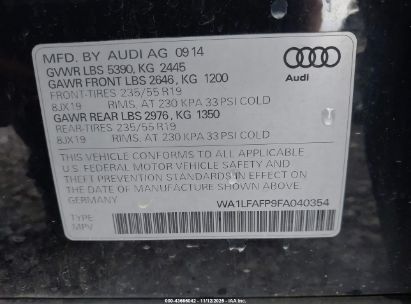 MFD. BY AUDI AG 09 14
GVWR LBS 5390, KG 2445
GAWR FRONT LBS 2646, KG 1200
FRONT-TIRES 235/55 R19
8JX19 RIMS, AT 230 KPA 33 PSI COLD
GAWR REAR LBS 2976, KG 1350
REAR-TIRES 235/55 R19
8JX19 RIMS, AT 230 KPA 33 PSI COLD
Audi
THIS VEHICLE CONFORMS TO ALL APPLICABLE
U.S. FEDERAL MOTOR VEHICLE SAFETY AND
THEFT PREVENTION STANDARDS IN EFFECT ON
THE DATE OF MANUFACTURE SHOWN ABOVE.
GERMANY WA1LFAFP9FA040354
TYPE
MPV